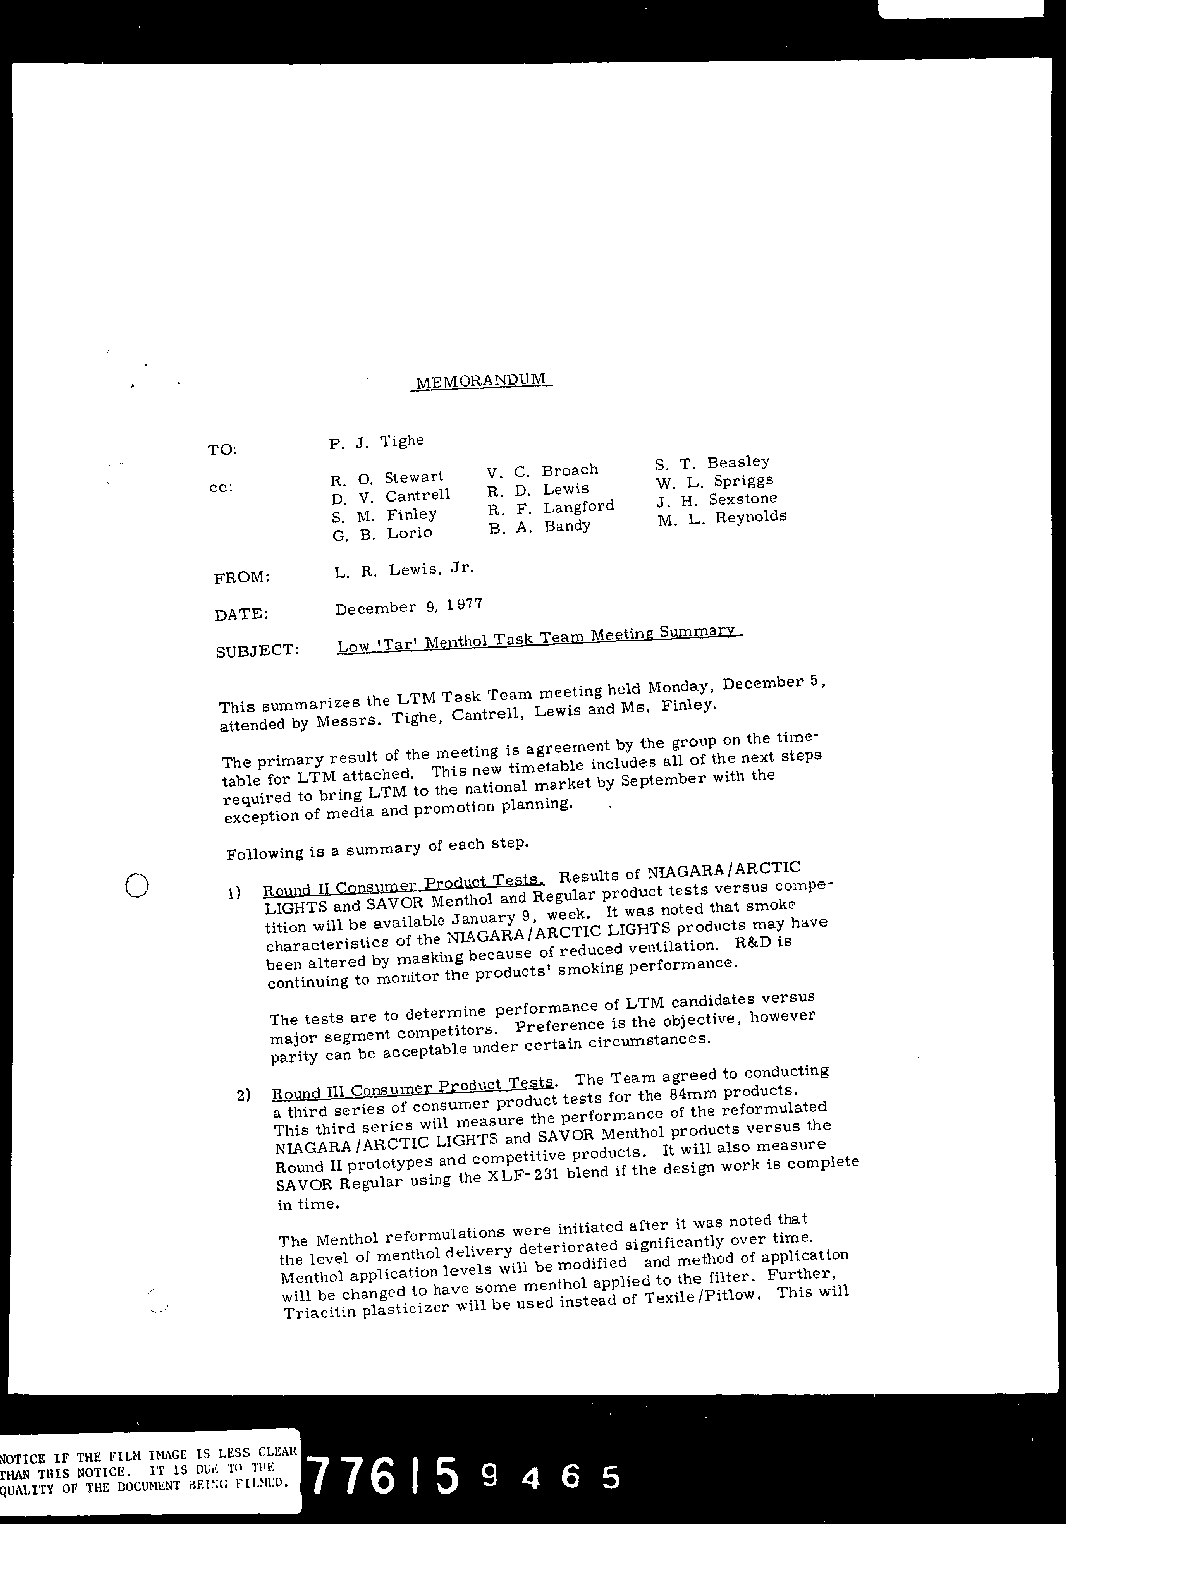 MEMORANDUM
TO: P. J. Tighe
cc: R. O. Stewart V. C. Broach S. T. Beasley
D. V. Cantrell R. D. Lewis W. L. Spriggs
S. M. Finley R. F. Langford J. H. Sexstone
G. B. Lorio B. A. Bandy M. L. Reynolds
FROM: L. R. Lewis, Jr.
DATE: December 9, 1977
SUBJECT: Low 'Tar' Menthol Task Team Meeting Summary
This summarizes the LTM Task Team meeting held Monday, December 5,
attended by Messrs. Tighe, Cantrell, Lewis and Ms. Finley.
The primary result of the meeting is agreement by the group on the time-
table for LTM attached. This new timetable includes all of the next steps
required to bring LTM to the national market by September with the
exception of media and promotion planning.
Following is a summary of each step.
1) Round II Consumer Product Tests. Results of NIAGARA/ARCTIC
LIGHTS and SAVOR Menthol and Regular product tests versus compe-
tition will be available January 9, week. It was noted that smoke
characteristics of the NIAGARA/ARCTIC LIGHTS products may have
been altered by masking because of reduced ventilation. R&D is
continuing to monitor the products' smoking performance.
The tests are to determine performance of LTM candidates versus
major segment competitors. Preference is the objective, however
parity can be acceptable under certain circumstances.
2) Round III Consumer Product Tests. The Team agreed to conducting
a third series of consumer product tests for the 84mm products.
This third series will measure the performance of the reformulated
NIAGARA/ARCTIC LIGHTS and SAVOR Menthol products versus the
Round II prototypes and competitive products. It will also measure
SAVOR Regular using the XLF-231 blend if the design work is complete
in time.
The Menthol reformulations were initiated after it was noted that
the level of menthol delivery deteriorated significantly over time.
Menthol application levels will be modified and method of application
will be changed to have some menthol applied to the filter. Further,
Triacitin plasticizer will be used instead of Texile/Pitlow. This will
NOTICE IF THE FILM IMAGE IS LESS CLEAR
THAN THIS NOTICE. IT IS DUE TO THE
QUALITY OF THE DOCUMENT BEING FILMED.
776159465